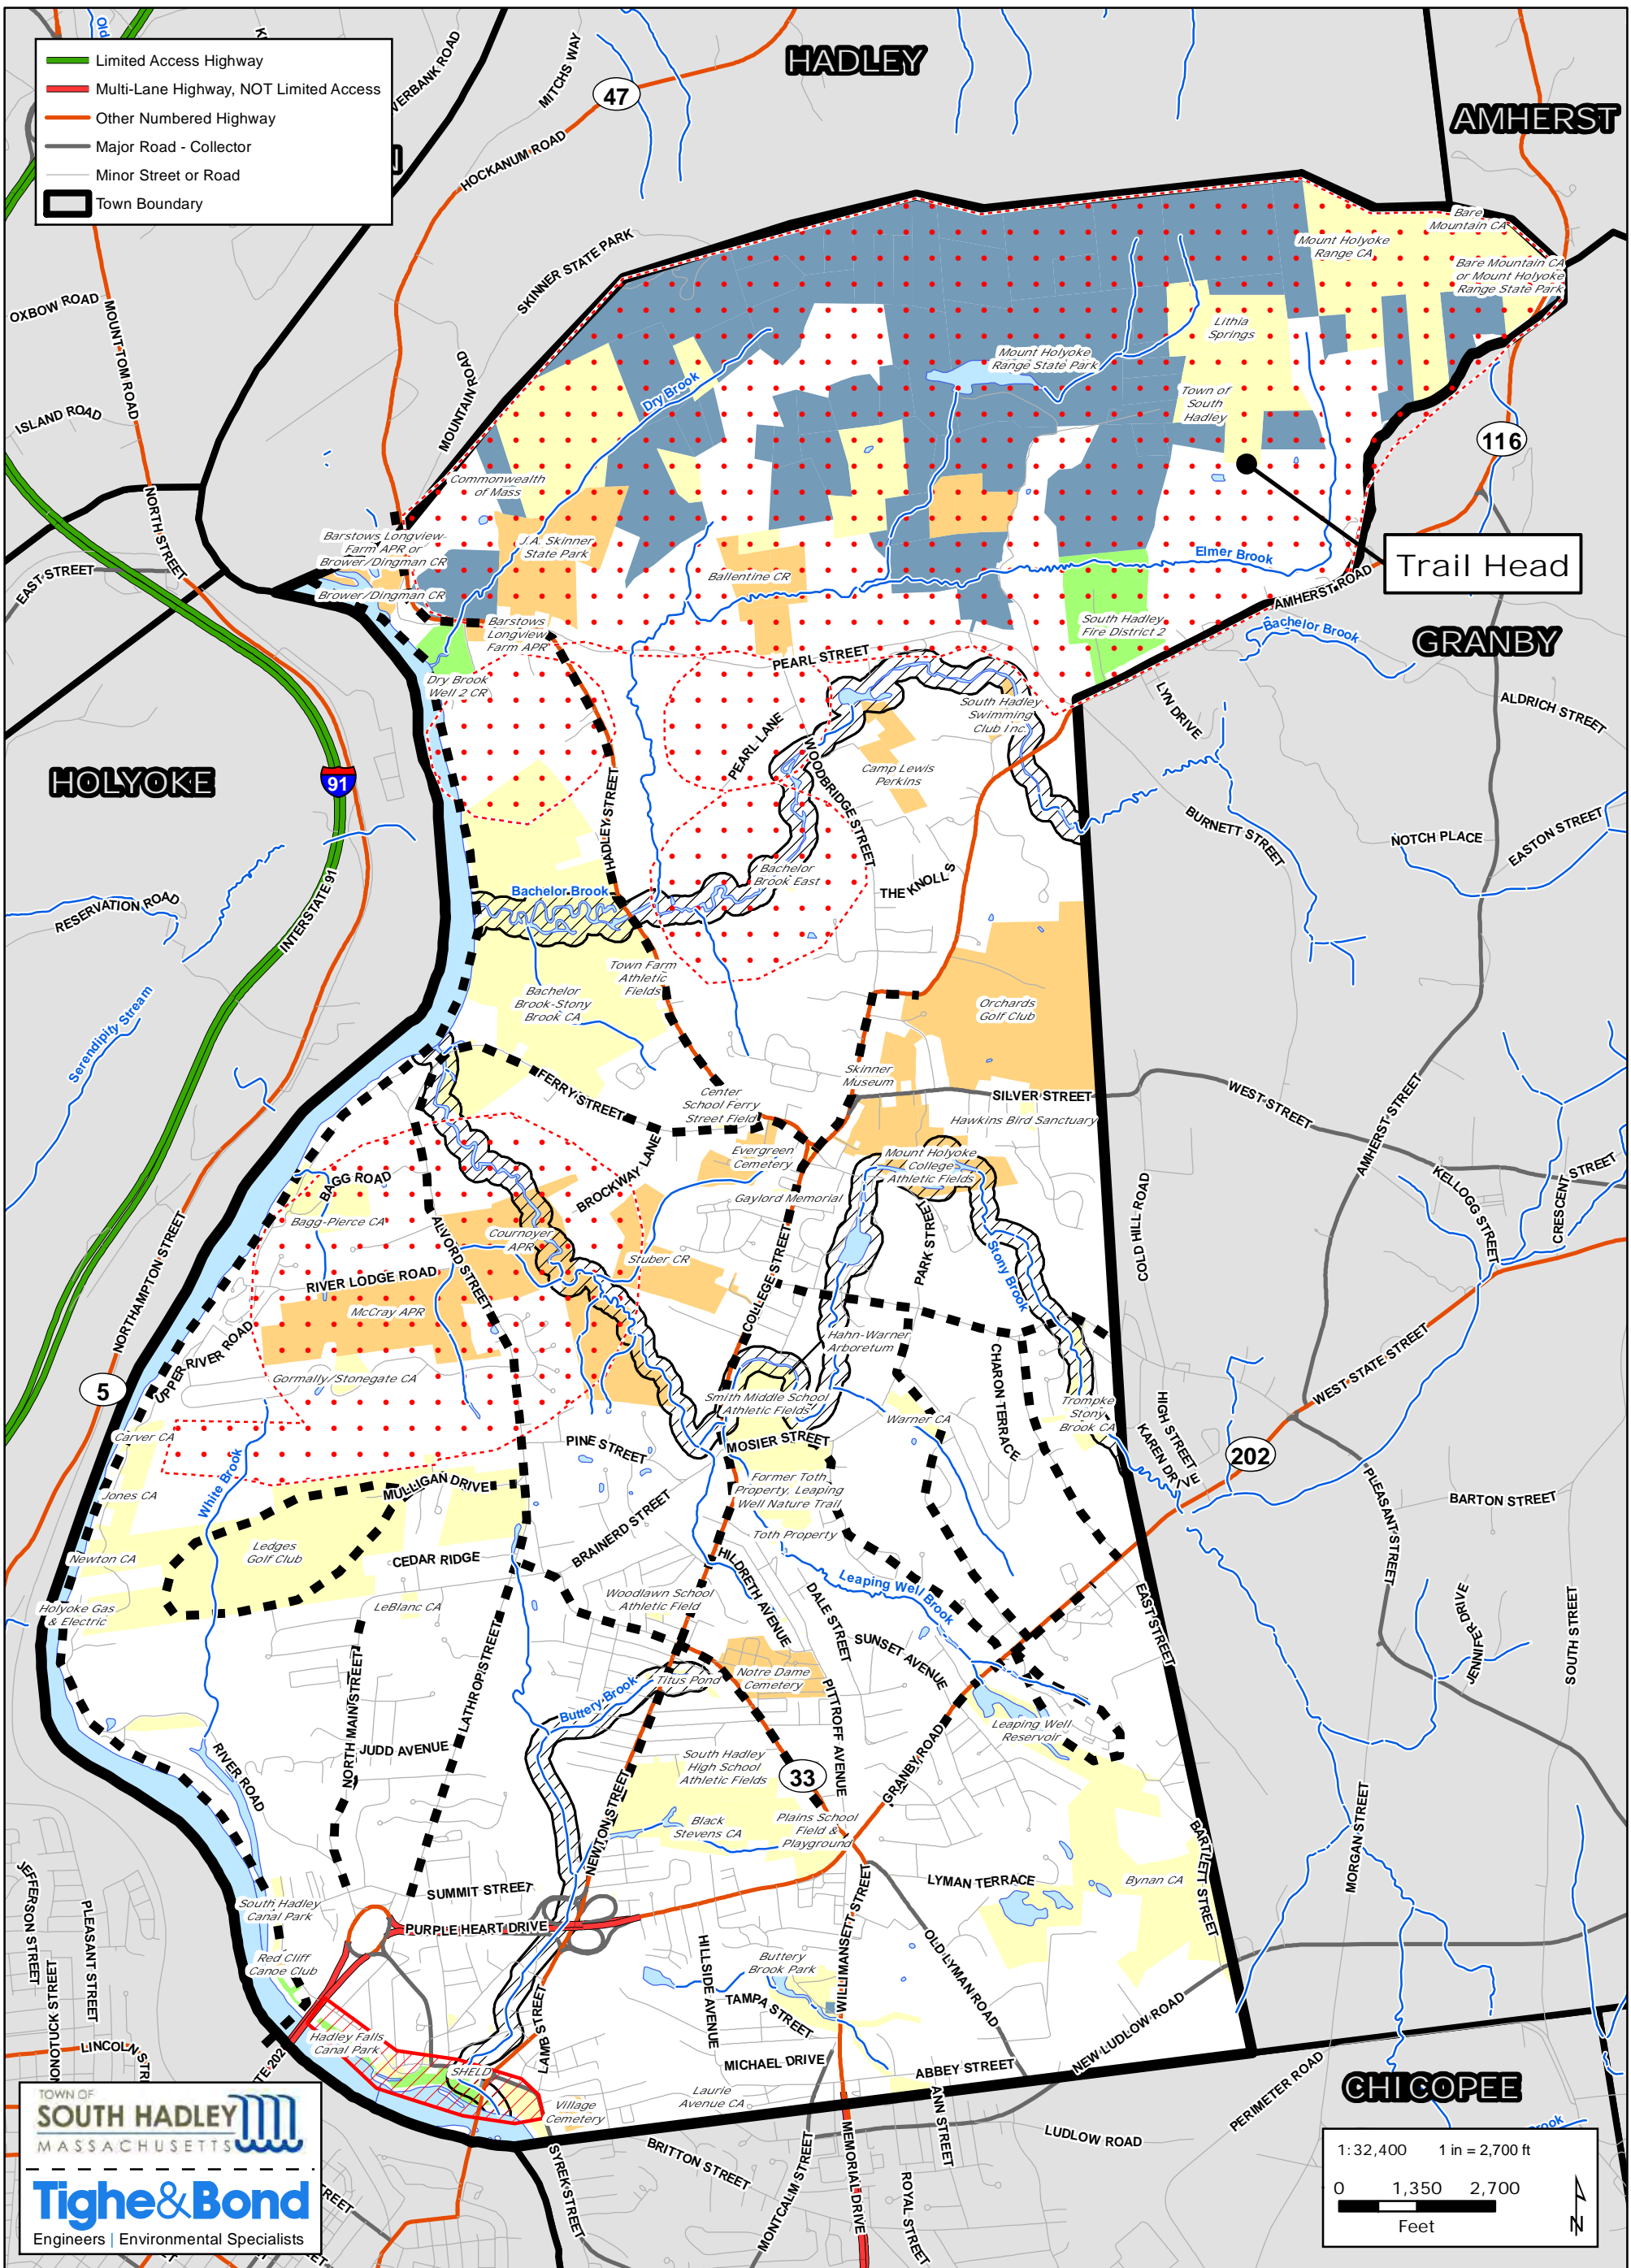 Limited Access Highway
Multi-Lane Highway, NOT Limited Access
Other Numbered Highway
Major Road - Collector
Minor Street or Road
Town Boundary
Old
VERBANK ROAD
MITCHS WAY
47
HOCKANUM ROAD
HADLEY
AMHERST
SKINNER STATE PARK
OXBOW ROAD
MOUNT TOM ROAD
ISLAND ROAD
MOUNTAIN ROAD
NORTH STREET
EAST STREET
Bare
Mountain CA
Mount Holyoke
Range CA
Bare Mountain CA
or Mount Holyoke
Range State Park
Lithia
Springs
Mount Holyoke
Range State Park
Town of
South
Hadley
Dry Brook
116
Commonwealth
of Mass
Barstows Longview
Farm APR or
Brower/Dingman CR
J.A. Skinner
State Park
Brower/Dingman CR
Ballentine CR
Elmer Brook
Trail Head
AMHERST ROAD
Bachelor Brook
GRANBY
Barstows
Longview
Farm APR
South Hadley
Fire District 2
PEARL STREET
Dry Brook
Well 2 CR
LYN DRIVE
ALDRICH STREET
South Hadley
Swimming
Club Inc.
PEARL LANE
WOODBRIDGE STREET
Camp Lewis
Perkins
HOLYOKE
91
HADLEY STREET
BURNETT STREET
NOTCH PLACE
EASTON STREET
Bachelor
Brook East
THE KNOLLS
Bachelor Brook
RESERVATION ROAD
INTERSTATE 91
Town Farm
Athletic
Fields
Bachelor
Brook-Stony
Brook CA
Orchards
Golf Club
Serendipity Stream
FERRY STREET
Center
School Ferry
Street Field
Skinner
Museum
SILVER STREET
Hawkins Bird Sanctuary
WEST STREET
AMHERST STREET
Evergreen
Cemetery
Mount Holyoke
College
Athletic Fields
BROCKWAY LANE
BAGG ROAD
Gaylord Memorial
KELLOGG STREET
CRESCENT STREET
Bagg-Pierce CA
ALVORD STREET
Cournoyer
APR
Stuber CR
PARK STREET
Stony Brook
COLD HILL ROAD
NORTHAMPTON STREET
RIVER LODGE ROAD
McCray APR
COLLEGE STREET
UPPER RIVER ROAD
Hahn-Warner
Arboretum
CHARON TERRACE
WEST STATE STREET
5
Gormally/Stonegate CA
Smith Middle School
Athletic Fields
Warner CA
Trompke
Stony
Brook CA
HIGH STREET
KAREN DRIVE
Carver CA
PINE STREET
MOSIER STREET
202
White Brook
Jones CA
MULLIGAN DRIVE
Former Toth
Property, Leaping
Well Nature Trail
PLEASANT STREET
BARTON STREET
BRAINERD STREET
Toth Property
Newton CA
Ledges
Golf Club
CEDAR RIDGE
HILDRETH AVENUE
Leaping Well Brook
DALE STREET
EAST STREET
JENNIFER DRIVE
SOUTH STREET
Holyoke Gas
& Electric
LeBlanc CA
Woodlawn School
Athletic Field
SUNSET AVENUE
NORTH MAIN STREET
LATHROP STREET
Titus Pond
Notre Dame
Cemetery
Buttery Brook
PITTROFF AVENUE
Leaping Well
Reservoir
RIVER ROAD
JUDD AVENUE
South Hadley
High School
Athletic Fields
33
GRANBY ROAD
NEWTON STREET
Black
Stevens CA
Plains School
Field &
Playground
BARTLETT STREET
MORGAN STREET
JEFFERSON STREET
PLEASANT STREET
SUMMIT STREET
LYMAN TERRACE
Bynan CA
South Hadley
Canal Park
PURPLE HEART DRIVE
WILLIMANSETT STREET
OLD LYMAN ROAD
Red Cliff
Canoe Club
HILLSIDE AVENUE
Buttery
Brook Park
TAMPA STREET
NONOTUCK STREET
LAMB STREET
Hadley Falls
Canal Park
LINCOLN STR
TE 202
SHELD
MICHAEL DRIVE
ABBEY STREET
NEW LUDLOW ROAD
Village
Cemetery
Laurie
Avenue CA
ANN STREET
PERIMETER ROAD
CHICOPEE
LUDLOW ROAD
BRITTON STREET
SYREK STREET
MONTCALM STREET
MEMORIAL DRIVE
ROYAL STREET
TOWN OF
SOUTH HADLEY
MASSACHUSETTS
Tighe&Bond
Engineers | Environmental Specialists
1:32,400 1 in = 2,700 ft
0 1,350 2,700
Feet
N